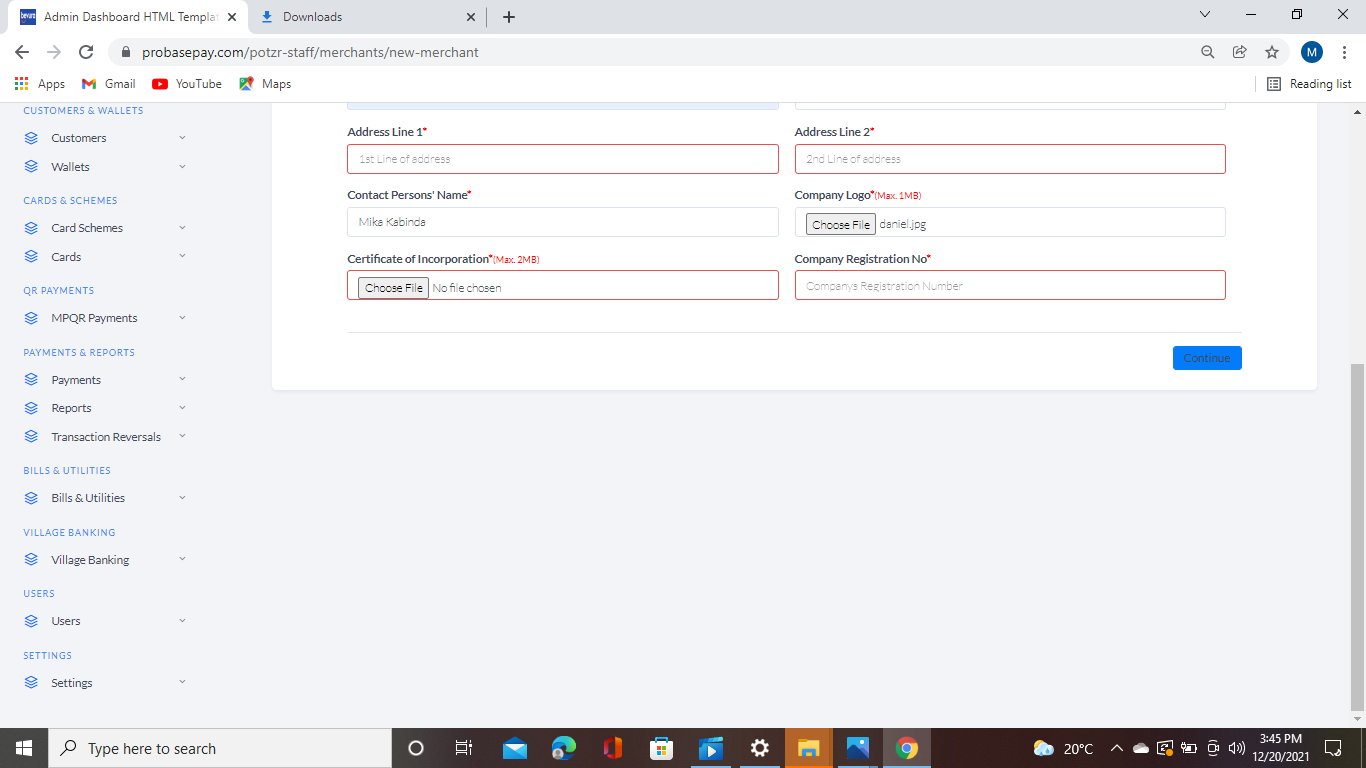 bevura
Admin Dashboard HTML Templat
Downloads
probasepay.com/potzr-staff/merchants/new-merchant
M
Apps
Gmail
YouTube
Maps
Reading list
CUSTOMERS & WALLETS
Customers
Wallets
CARDS & SCHEMES
Card Schemes
Cards
QR PAYMENTS
MPQR Payments
PAYMENTS & REPORTS
Payments
Reports
Transaction Reversals
BILLS & UTILITIES
Bills & Utilities
VILLAGE BANKING
Village Banking
USERS
Users
SETTINGS
Settings
Address Line 1*
1st Line of address
Address Line 2*
2nd Line of address
Contact Persons' Name*
Mika Kabinda
Company Logo*(Max. 1MB)
Choose File daniel.jpg
Certificate of Incorporation*(Max. 2MB)
Choose File No file chosen
Company Registration No*
Companys Registration Number
Continue
Type here to search
20°C
3:45 PM
12/20/2021